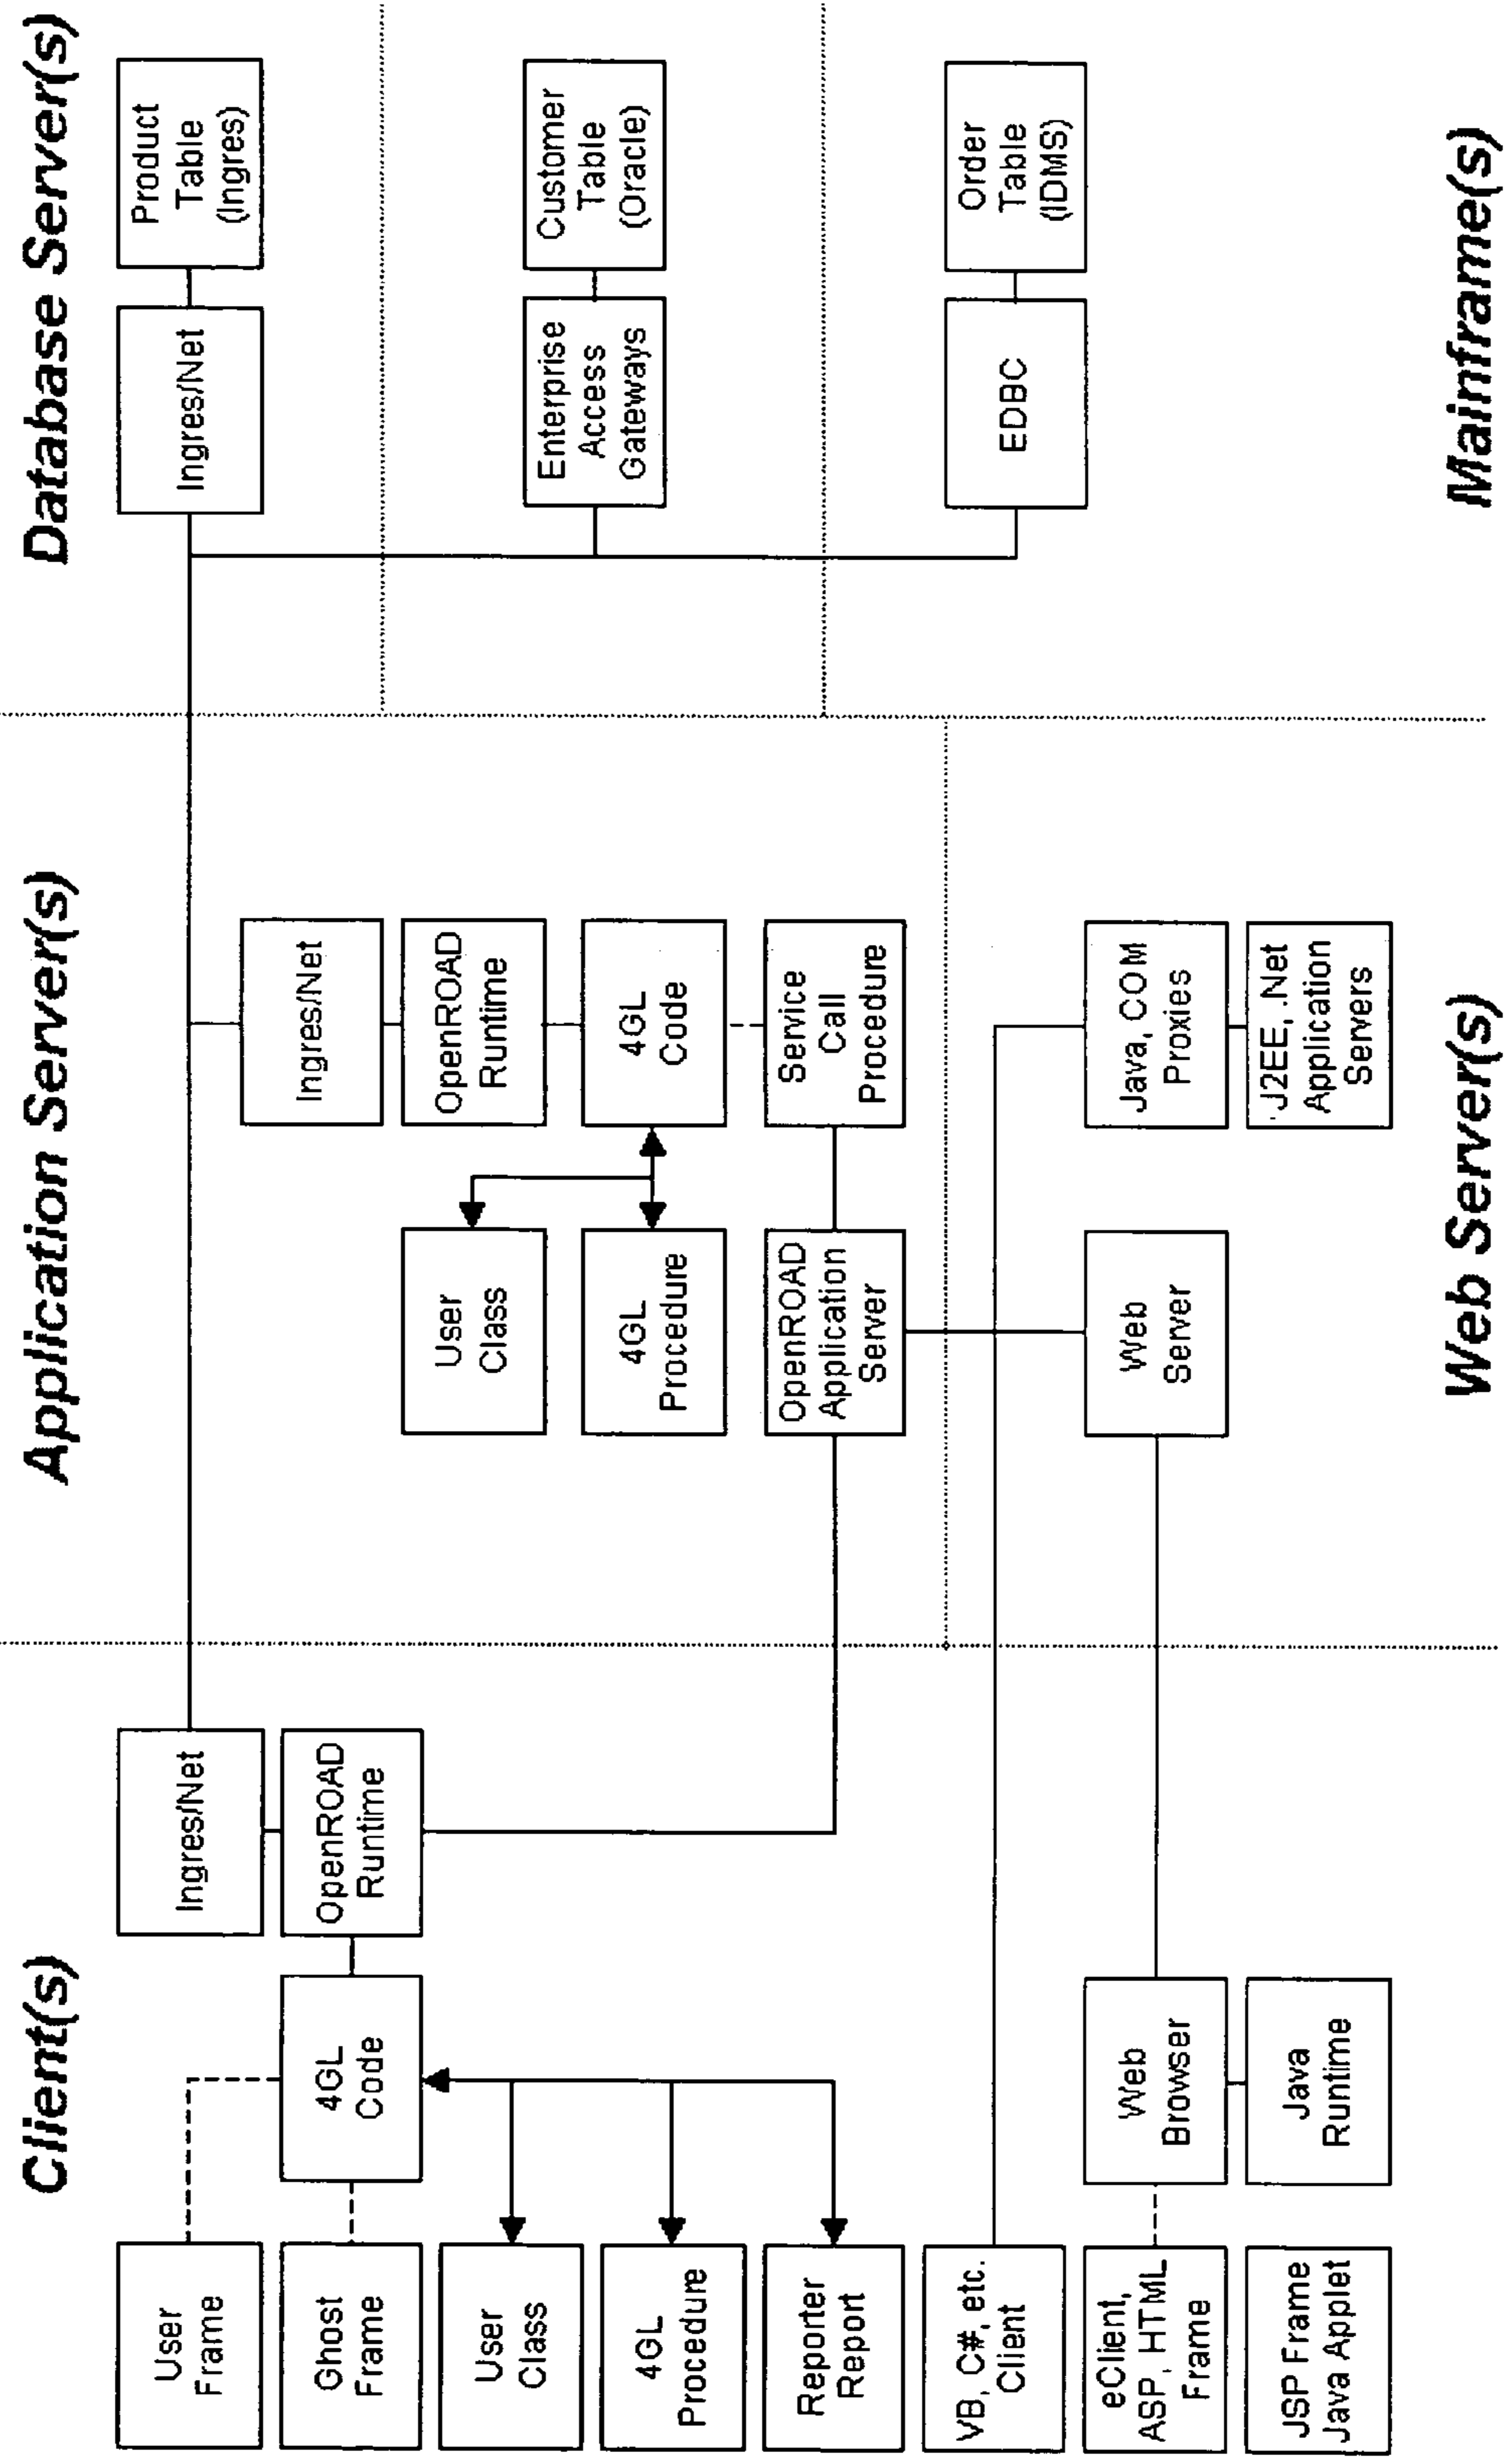 Client(s)
Application Server(s)
Database Server(s)
User
Frame
Ghost
Frame
User
Class
4GL
Procedure
Reporter
Report
VB, C#, etc.
Client
eClient,
ASP, HTML
Frame
JSP Frame
Java Applet
4GL
Code
Web
Browser
Java
Runtime
Ingres/Net
OpenROAD
Runtime
User
Class
4GL
Procedure
OpenROAD
Application
Server
Web
Server
Ingres/Net
OpenROAD
Runtime
4GL
Code
Service
Call
Procedure
Java, COM
Proxies
J2EE, .Net
Application
Servers
Ingres/Net
Product
Table
(Ingres)
Enterprise
Access
Gateways
Customer
Table
(Oracle)
EDBC
Order
Table
(IDMS)
Web Server(s)
Mainframe(s)